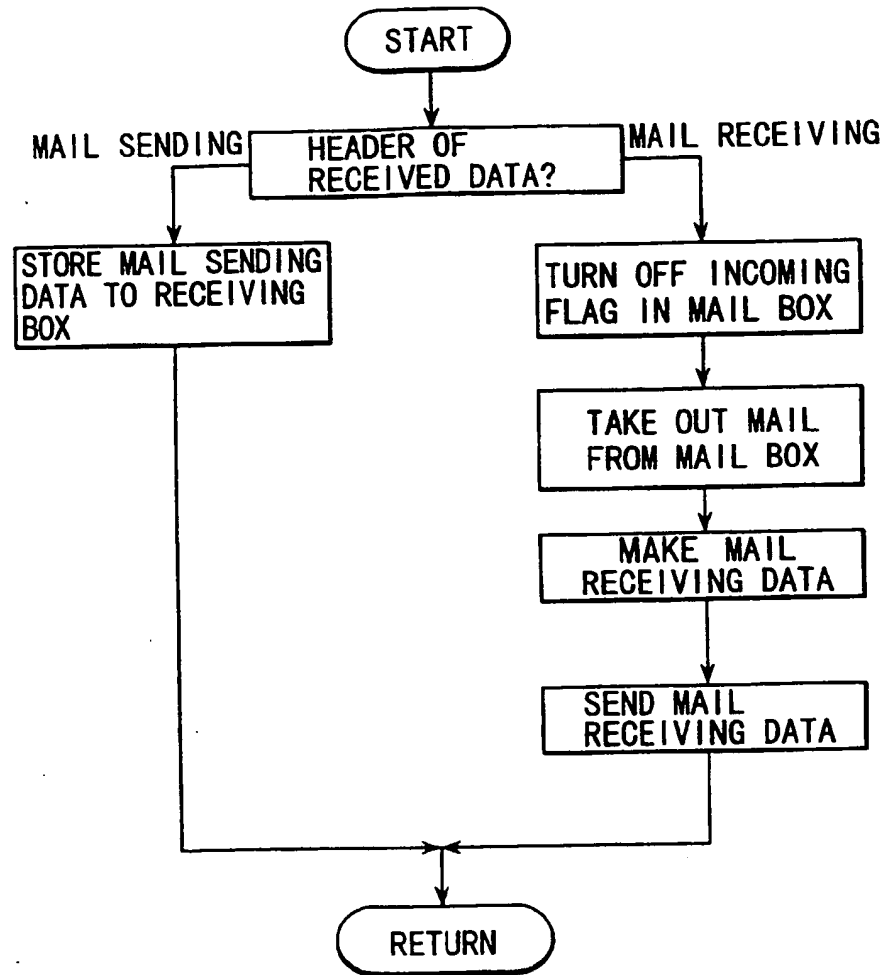 START
MAIL SENDING
HEADER OF
RECEIVED DATA?
MAIL RECEIVING
STORE MAIL SENDING
DATA TO RECEIVING
BOX
TURN OFF INCOMING
FLAG IN MAIL BOX
TAKE OUT MAIL
FROM MAIL BOX
MAKE MAIL
RECEIVING DATA
SEND MAIL
RECEIVING DATA
RETURN